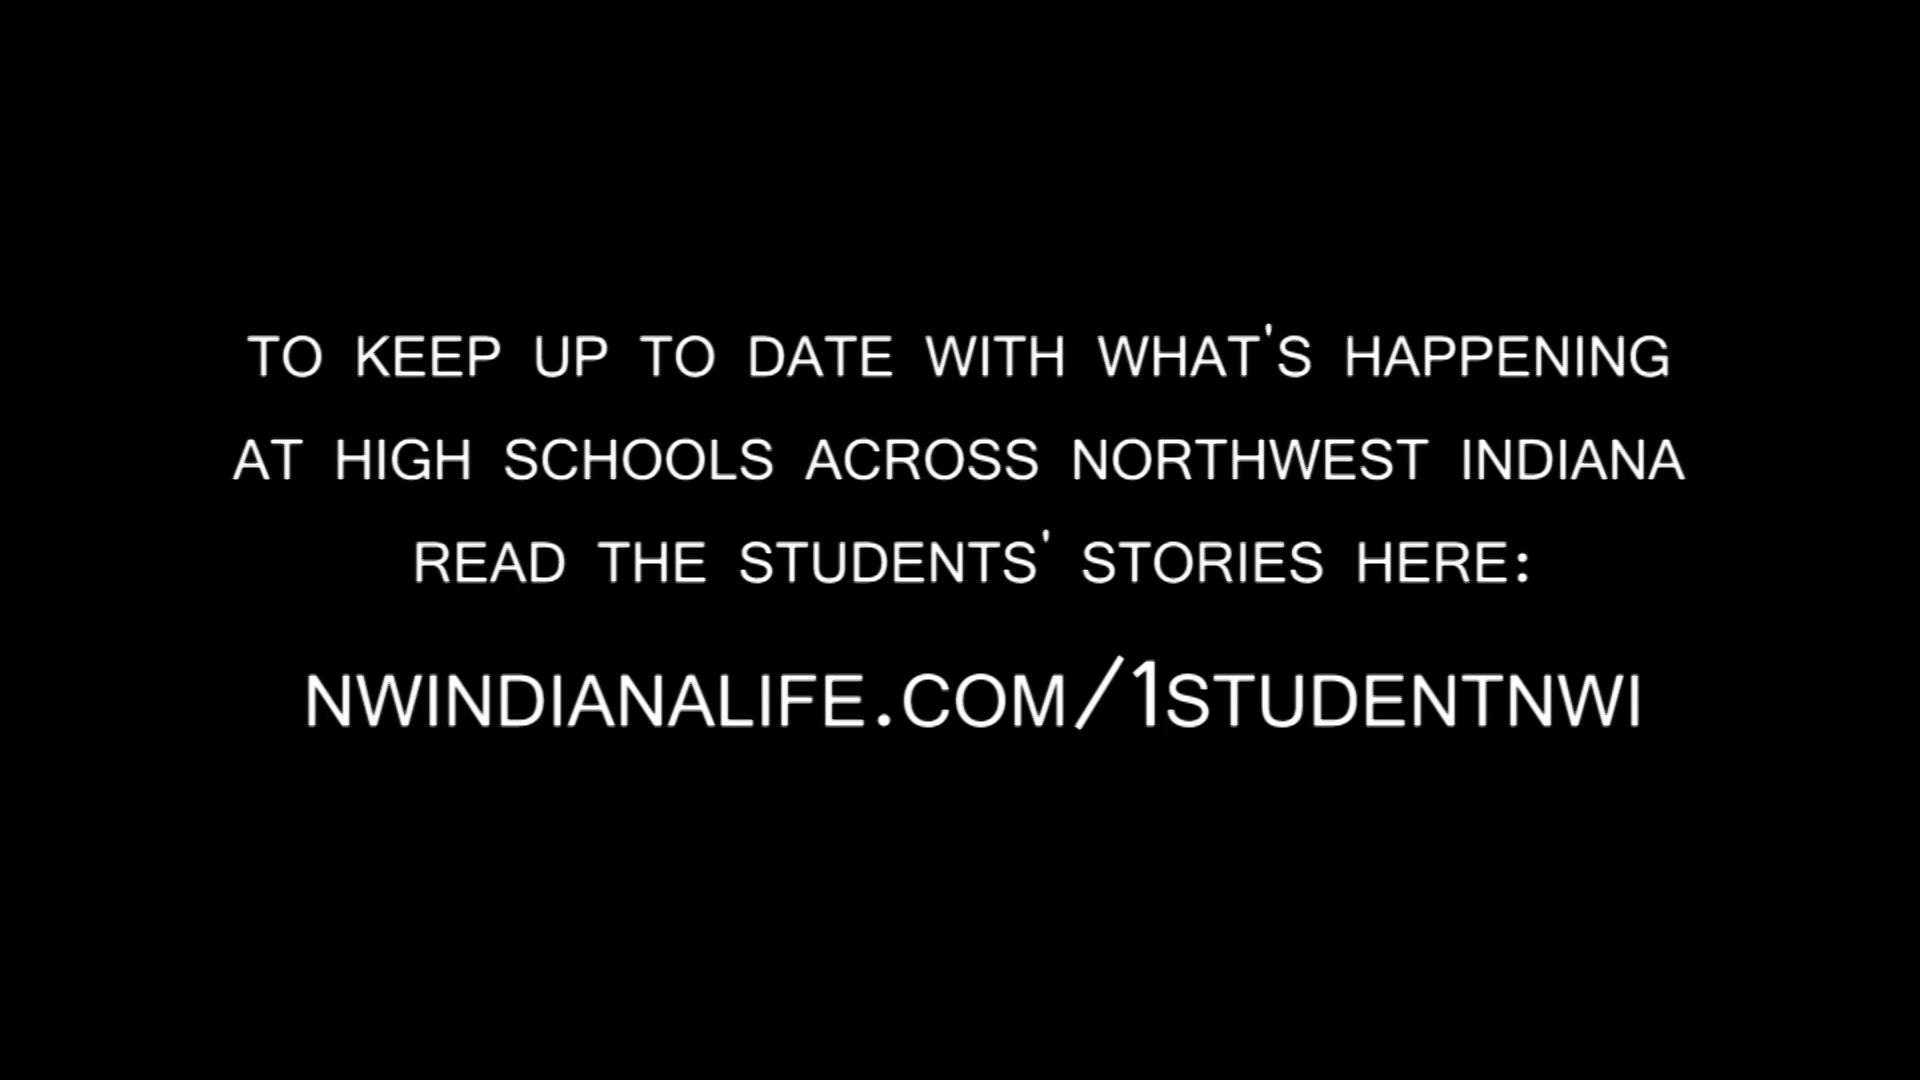 TO KEEP UP TO DATE WITH WHAT'S HAPPENING
AT HIGH SCHOOLS ACROSS NORTHWEST INDIANA
READ THE STUDENTS' STORIES HERE:
NWINDIANALIFE.COM/1STUDENTNWI